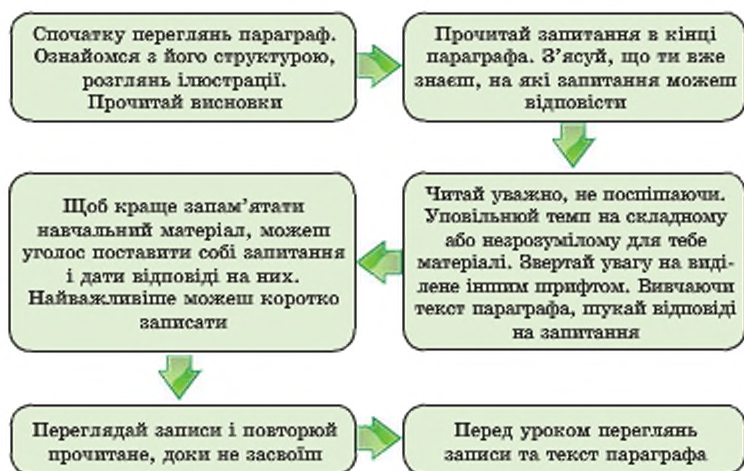 Спочатку переглянь параграф.
Ознайомся з його структурою,
розглянь ілюстрації.
Прочитай висновки
Прочитай запитання в кінці
параграфа. З’ясуй, що ти вже
знаєш, на які запитання можеш
відповісти
Читай уважно, не поспішаючи.
Уповільнюй темп на складному
або незрозумілому для тебе
матеріалі. Звертай увагу на виді-
лене іншим шрифтом. Вивчаючи
текст параграфа, шукай відповіді
на запитання
Щоб краще запам’ятати
навчальний матеріал, можеш
уголос поставити собі запитання
і дати відповіді на них.
Найважливіше можеш коротко
записати
Переглядай записи і повторюй
прочитане, доки не засвоїш
Перед уроком переглянь
записи та текст параграфа